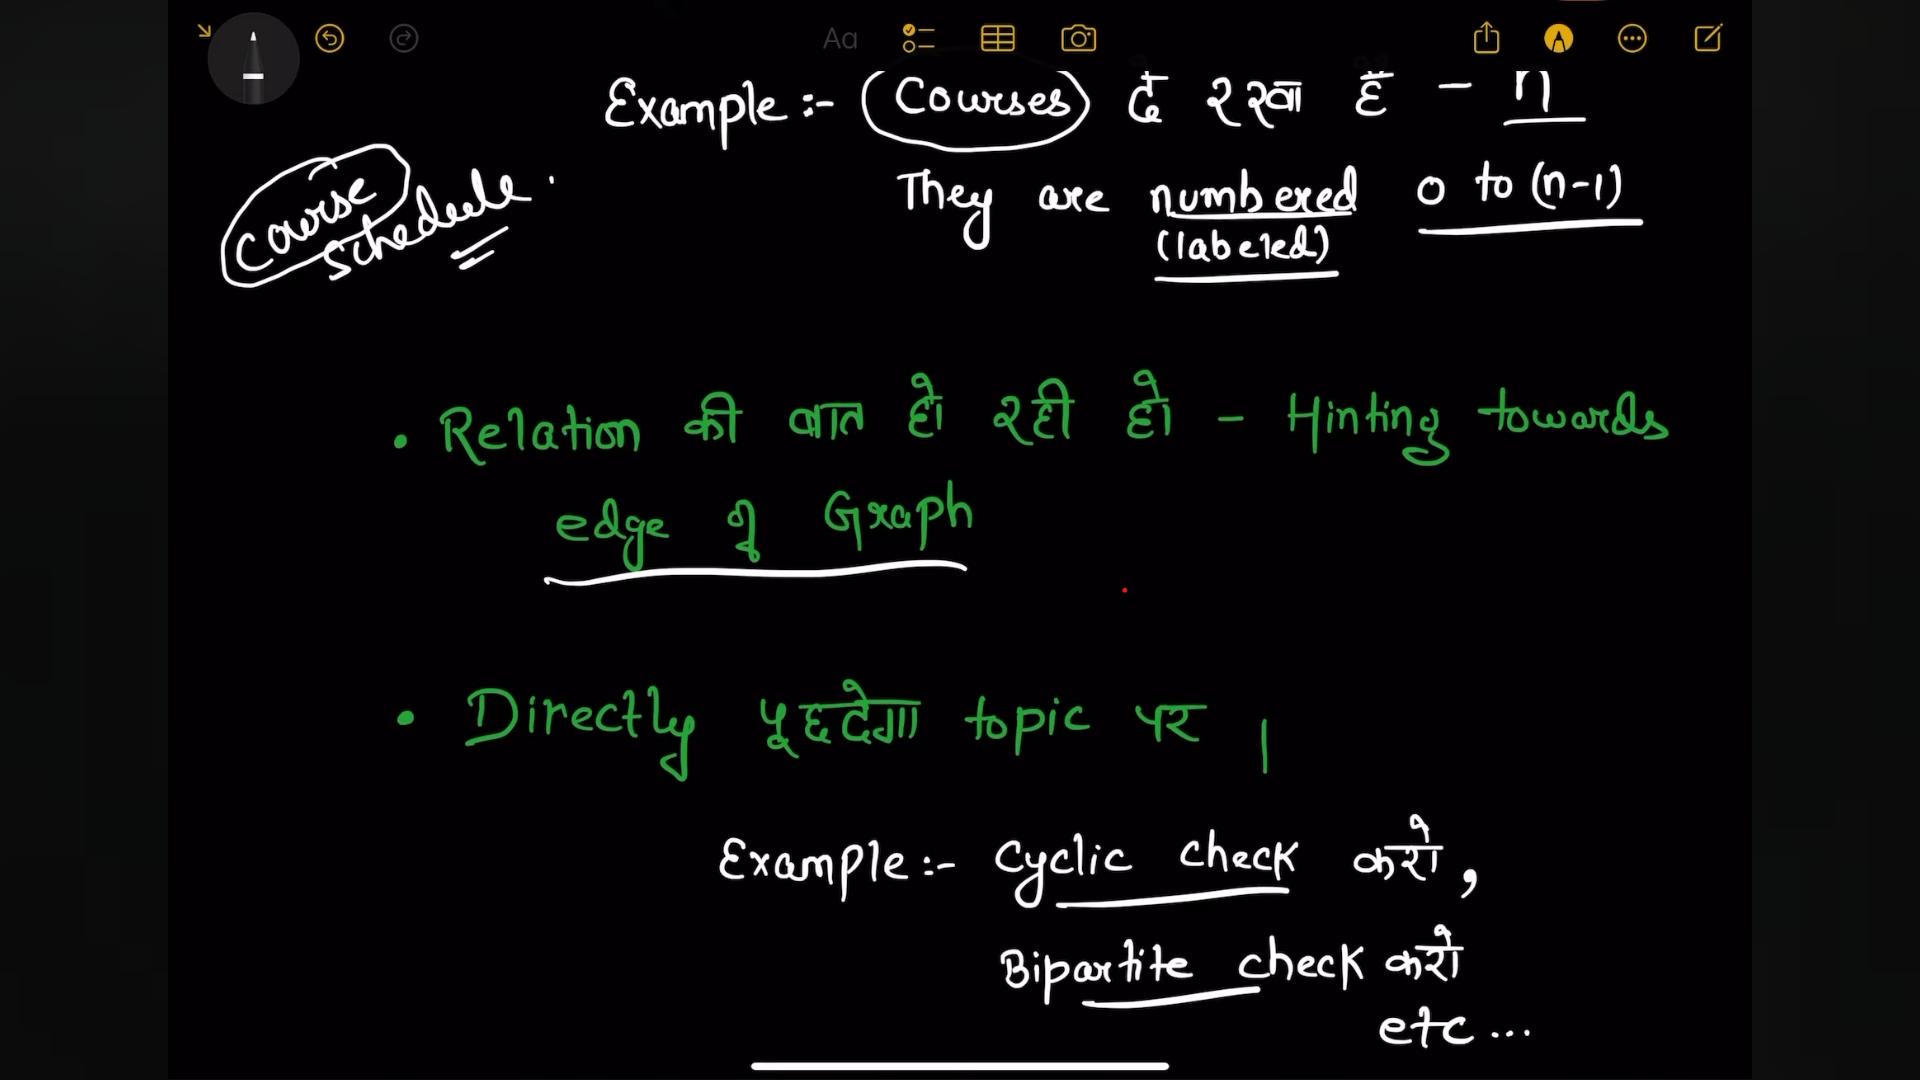 Aa
Example :- Courses दे रखा है - n
They are numbered 0 to (n-1)
(labeled)
Course
Schedule.
• Relation की बात हो रही हो - Hinting towards
edge of Graph
• Directly पूछ देगा topic पर |
Example :- Cyclic check करो,
Bipartite check करो
etc ...